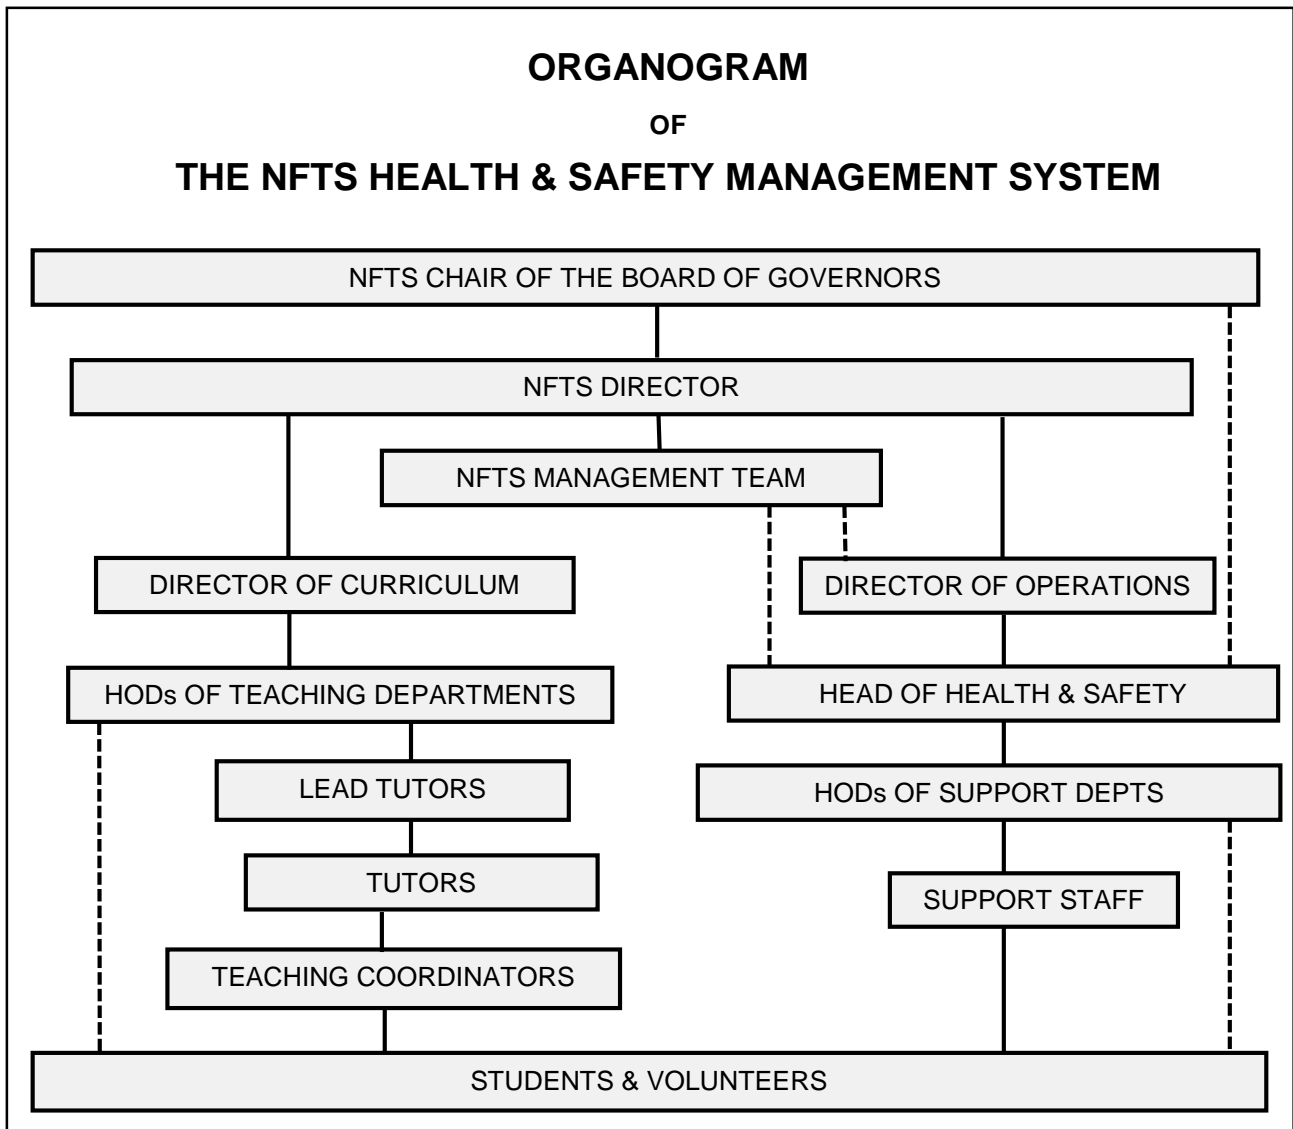 ORGANOGRAM
OF
THE NFTS HEALTH & SAFETY MANAGEMENT SYSTEM
NFTS CHAIR OF THE BOARD OF GOVERNORS
NFTS DIRECTOR
NFTS MANAGEMENT TEAM
DIRECTOR OF CURRICULUM
DIRECTOR OF OPERATIONS
HODs OF TEACHING DEPARTMENTS
HEAD OF HEALTH & SAFETY
LEAD TUTORS
HODs OF SUPPORT DEPTS
TUTORS
SUPPORT STAFF
TEACHING COORDINATORS
STUDENTS & VOLUNTEERS